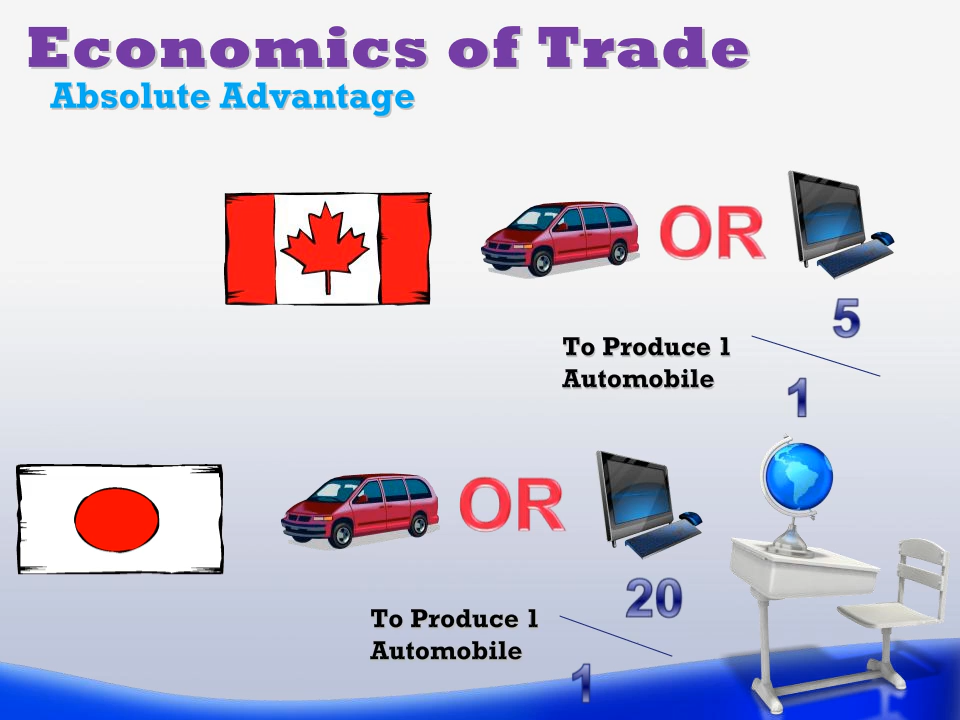 Economics of Trade
Absolute Advantage
OR
5
To Produce 1
Automobile
1
OR
20
To Produce 1
Automobile
1